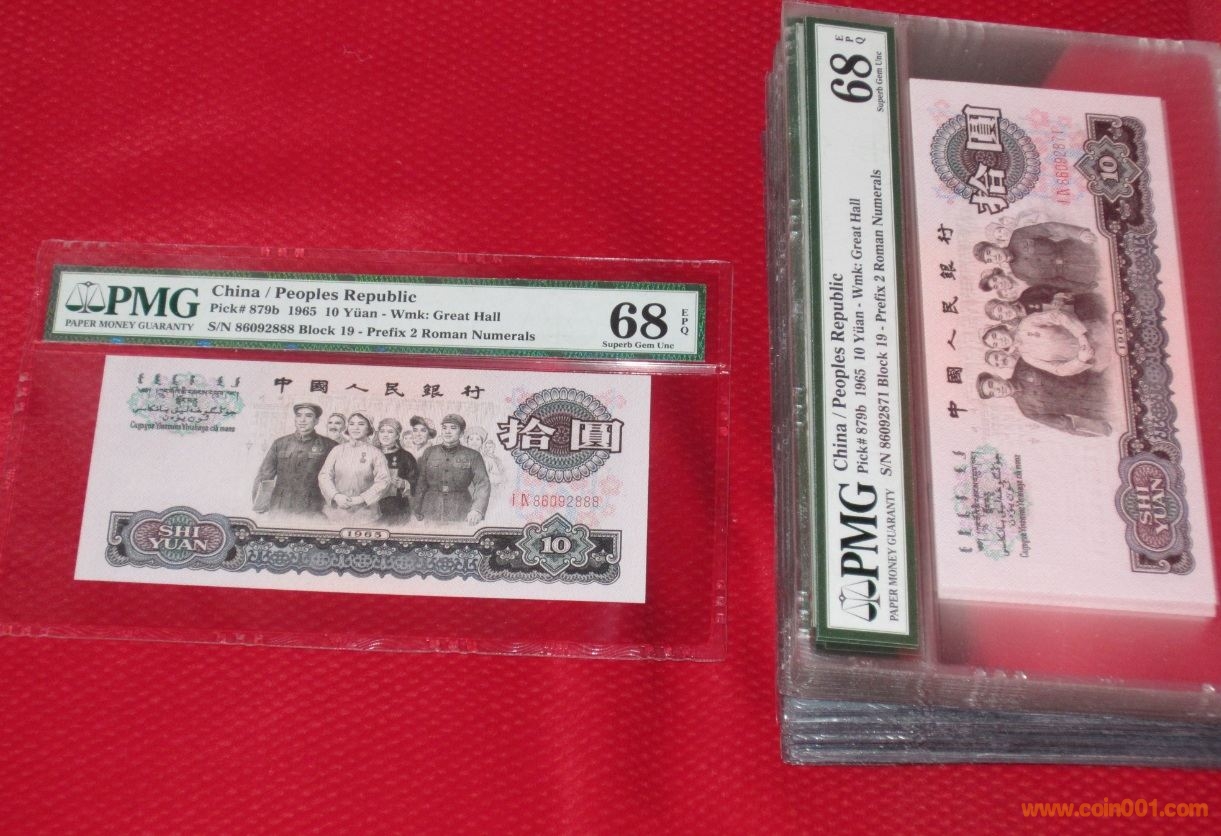 PMG
PAPER MONEY GUARANTY
China / Peoples Republic
Pick# 879b 1965 10 Yüan - Wmk: Great Hall
S/N 86092888 Block 19 - Prefix 2 Roman Numerals
68
EPQ
Superb Gem Unc
中國人民銀行
拾圓
I IX 86092888
1965
SHI
YUAN
10
PMG
PAPER MONEY GUARANTY
China / Peoples Republic
Pick# 879b 1965 10 Yüan - Wmk: Great Hall
S/N 86092871 Block 19 - Prefix 2 Roman Numerals
68
EPQ
Superb Gem Unc
中國人民銀行
拾圓
I IX 86092871
1965
SHI
YUAN
10
www.coin001.com